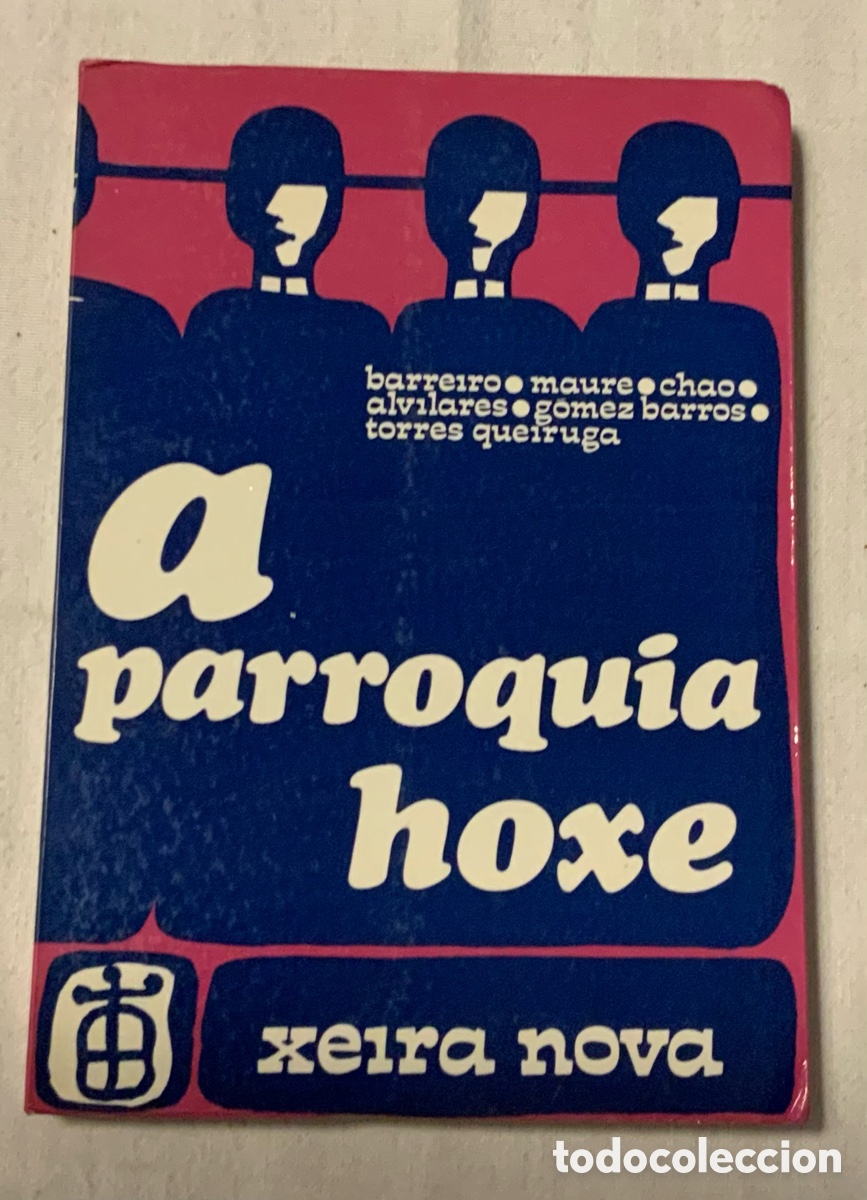 barreiro ● maure ● chao ●
alvilares ● gómez barros ●
torres queiruga
a
parroquia
hoxe
xeira nova
todocoleccion